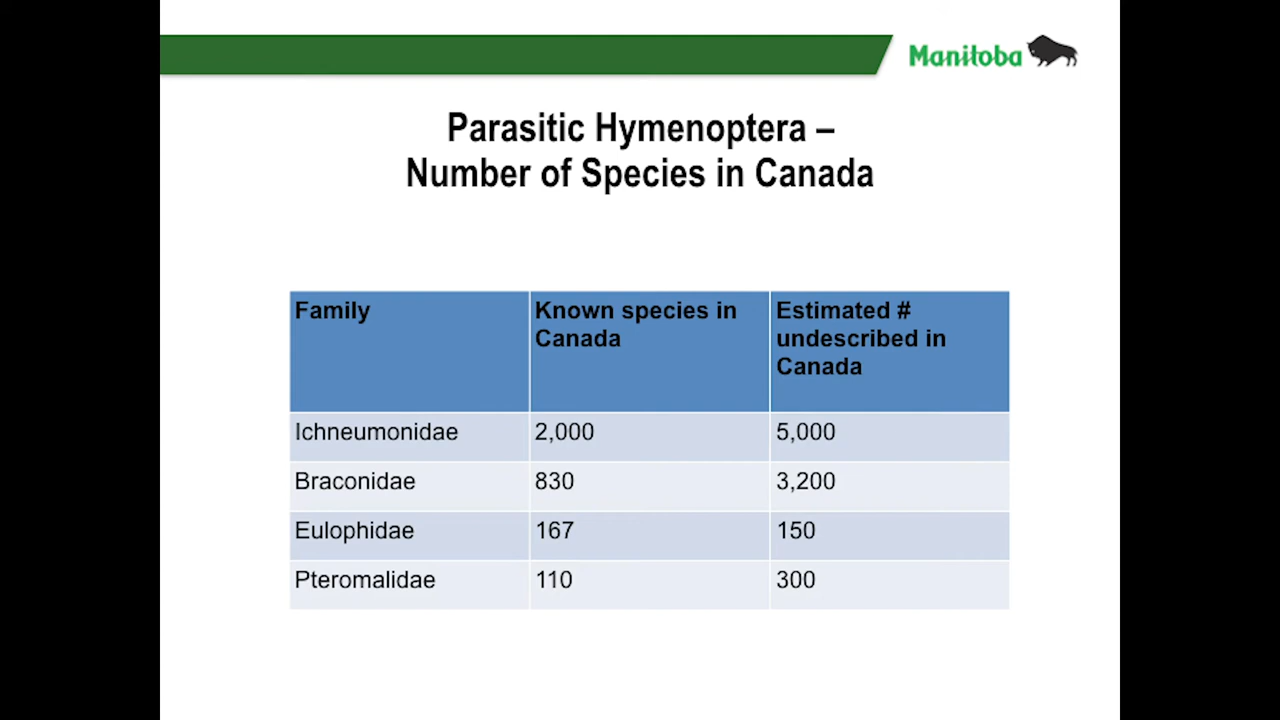 Manitoba
Parasitic Hymenoptera –
Number of Species in Canada
Family
Known species in
Canada
Estimated #
undescribed in
Canada
Ichneumonidae 2,000 5,000
Braconidae 830 3,200
Eulophidae 167 150
Pteromalidae 110 300